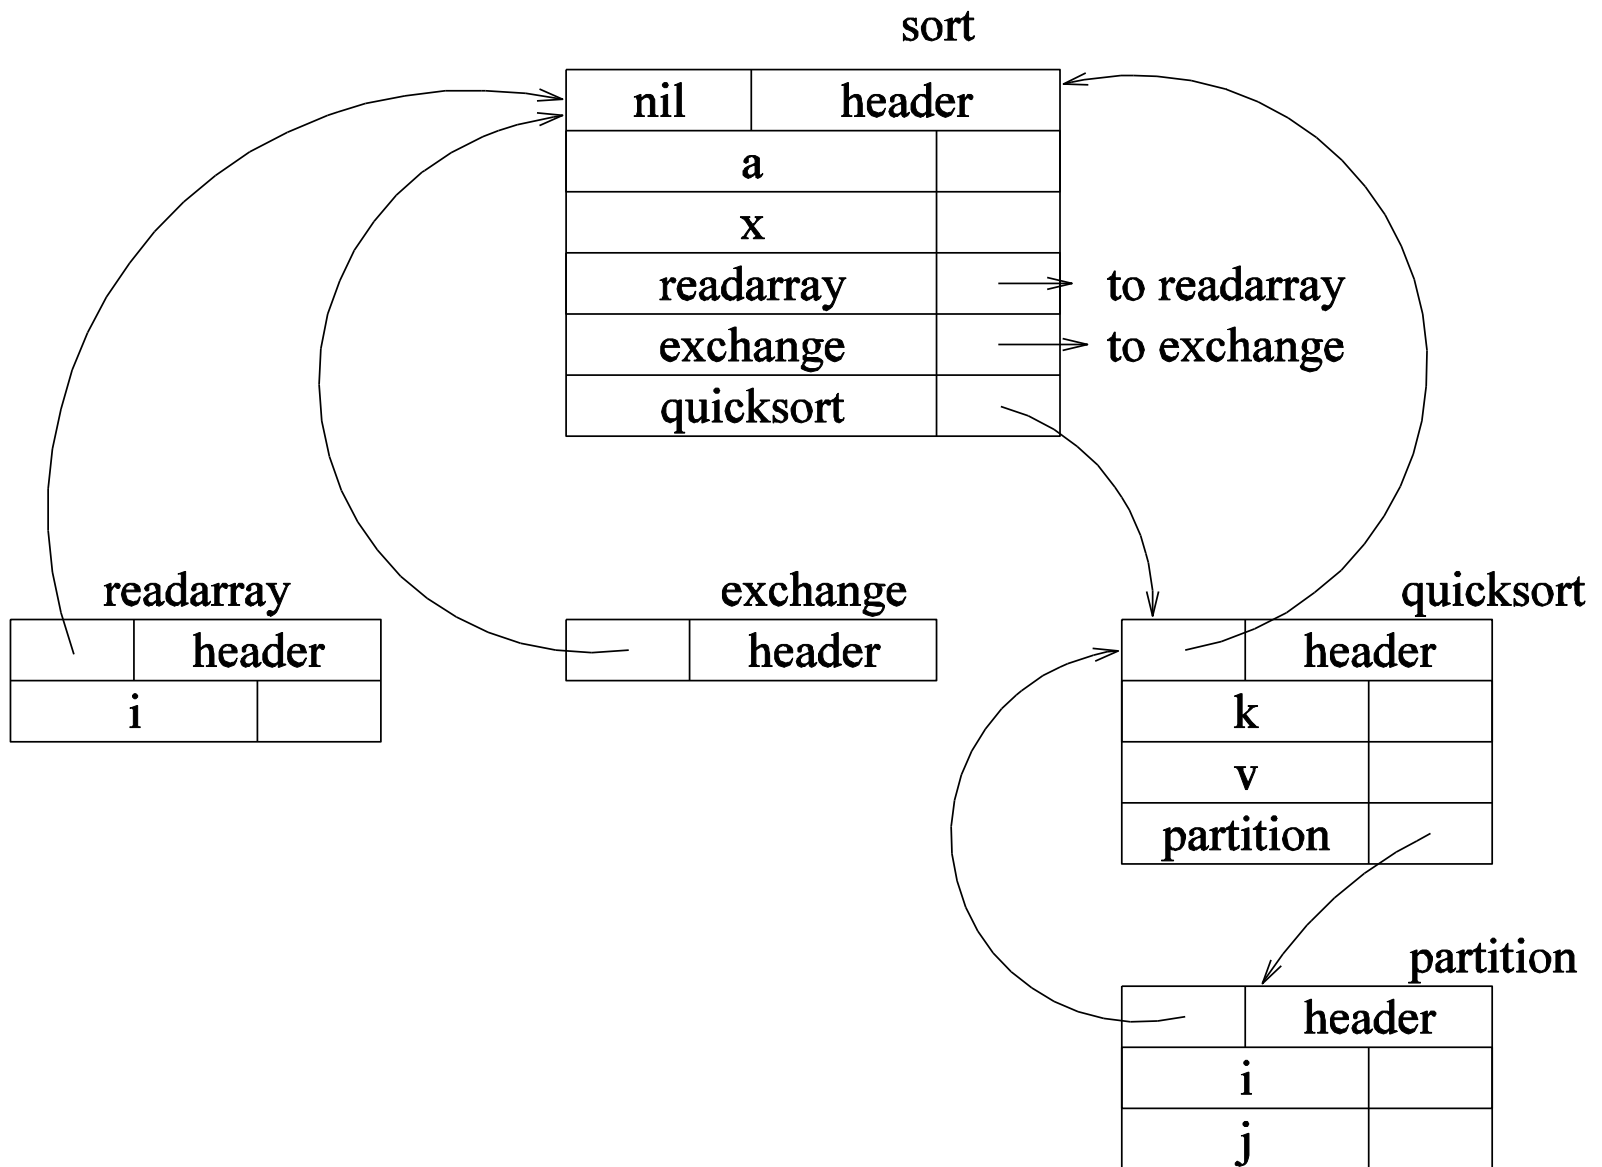 sort
nil header
a
x
readarray to readarray
exchange to exchange
quicksort
readarray exchange quicksort
header header header
i k
v
partition
partition
header
i
j